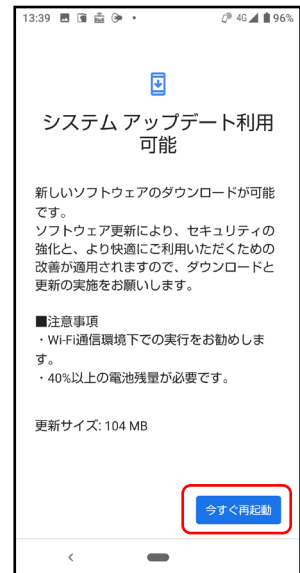 13:39 4G 96%
システム アップデート利用
可能
新しいソフトウェアのダウンロードが可能
です。
ソフトウェア更新により、セキュリティの
強化と、より快適にご利用いただくための
改善が適用されますので、ダウンロードと
更新の実施をお願いします。
■注意事項
・Wi-Fi通信環境下での実行をお勧めしま
す。
・40%以上の電池残量が必要です。
更新サイズ: 104 MB
今すぐ再起動